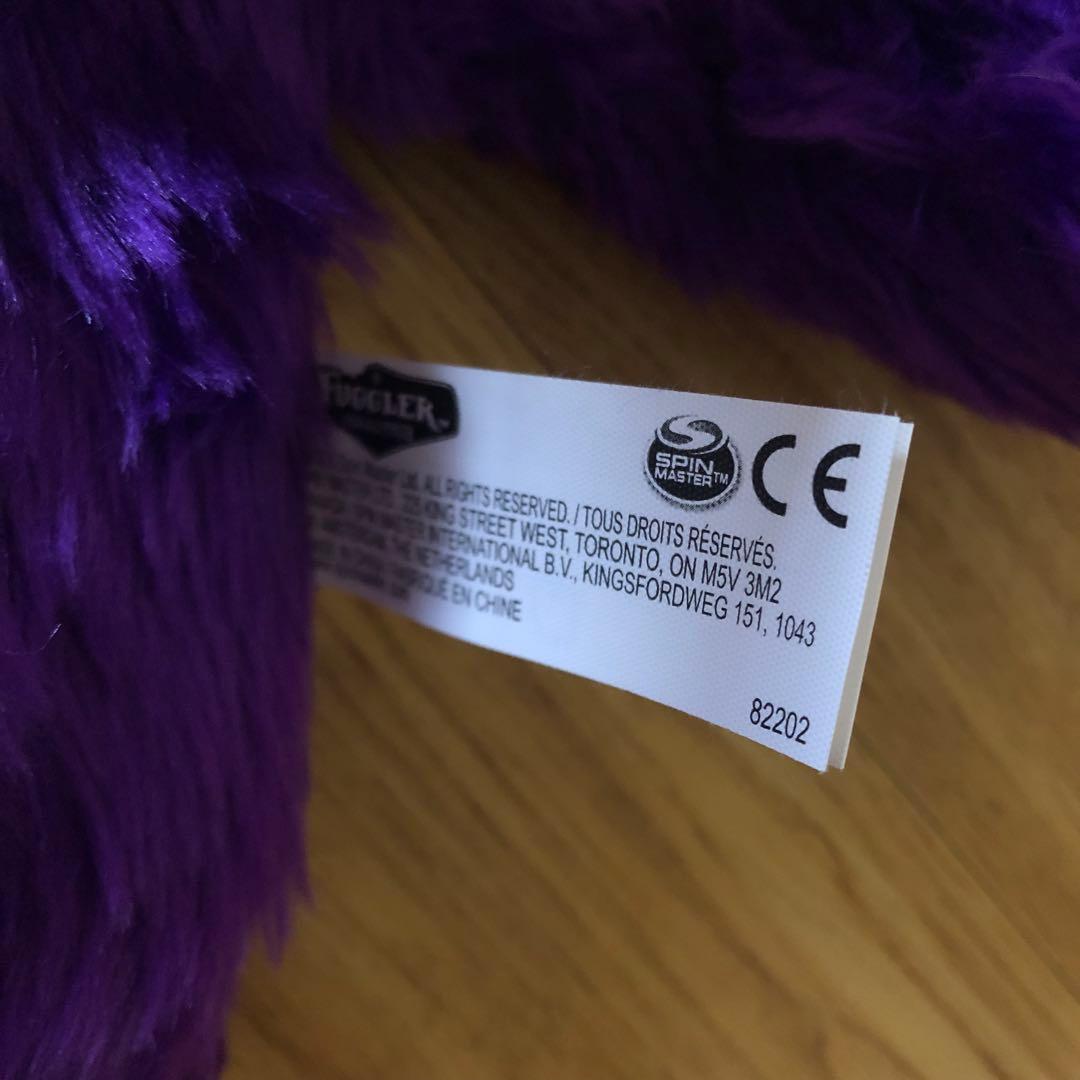 FUGGLER
SPIN
MASTER™
CE
Ltd. ALL RIGHTS RESERVED. / TOUS DROITS RÉSERVÉS.
KING STREET WEST, TORONTO, ON M5V 3M2
SPIN MASTER INTERNATIONAL B.V., KINGSFORDWEG 151, 1043
THE NETHERLANDS
EN CHINE
82202